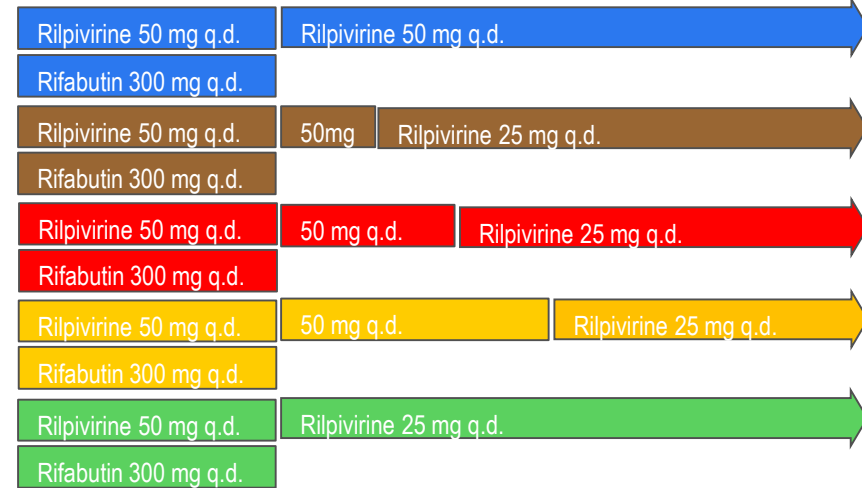 Rilpivirine 50 mg q.d. Rilpivirine 50 mg q.d.
Rifabutin 300 mg q.d.
Rilpivirine 50 mg q.d. 50mg Rilpivirine 25 mg q.d.
Rifabutin 300 mg q.d.
Rilpivirine 50 mg q.d. 50 mg q.d. Rilpivirine 25 mg q.d.
Rifabutin 300 mg q.d.
Rilpivirine 50 mg q.d. 50 mg q.d. Rilpivirine 25 mg q.d.
Rifabutin 300 mg q.d.
Rilpivirine 50 mg q.d. Rilpivirine 25 mg q.d.
Rifabutin 300 mg q.d.